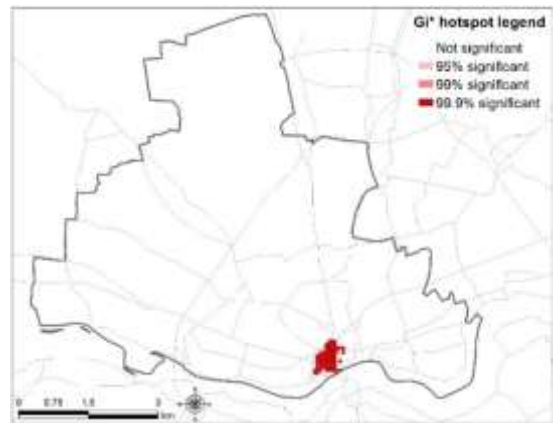 Gi* hotspot legend
Not significant
95% significant
99% significant
99.9% significant
0 0.75 1.5 3
km